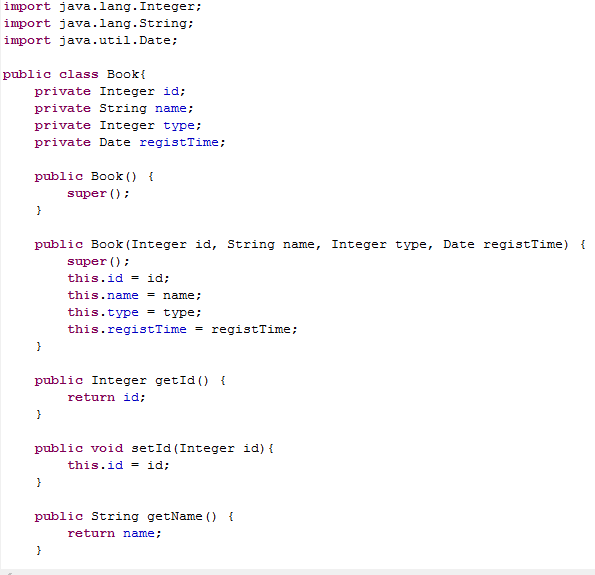 import java.lang.Integer;
import java.lang.String;
import java.util.Date;
public class Book{
private Integer id;
private String name;
private Integer type;
private Date registTime;
public Book() {
super();
}
public Book(Integer id, String name, Integer type, Date registTime) {
super();
this.id = id;
this.name = name;
this.type = type;
this.registTime = registTime;
}
public Integer getId() {
return id;
}
public void setId(Integer id){
this.id = id;
}
public String getName() {
return name;
}